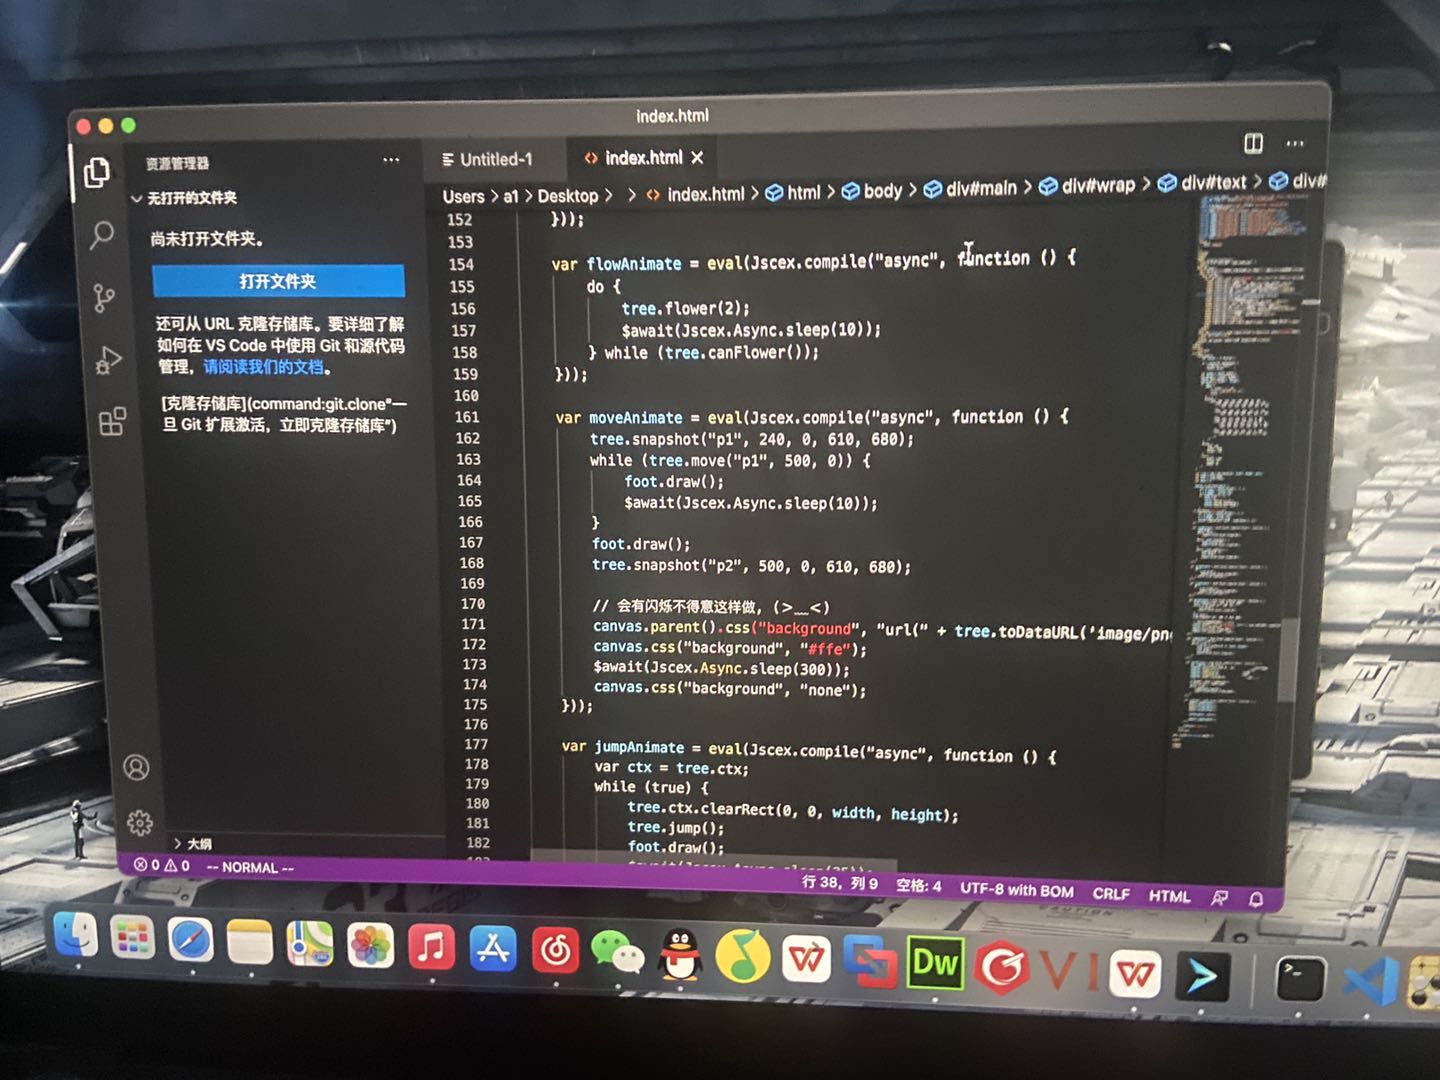 index.html
资源管理器
Untitled-1
index.html
无打开的文件夹
Users > a1 > Desktop > > index.html > html > body > div#main > div#wrap > div#text > div#
尚未打开文件夹。
打开文件夹
还可从 URL 克隆存储库。要详细了解
如何在 VS Code 中使用 Git 和源代码
管理，请阅读我们的文档。
[克隆存储库](command:git.clone"一
旦 Git 扩展激活，立即克隆存储库")
大纲
152 }));
153
154 var flowAnimate = eval(Jscex.compile("async", function () {
155 do {
156 tree.flower(2);
157 $await(Jscex.Async.sleep(10));
158 } while (tree.canFlower());
159 }));
160
161 var moveAnimate = eval(Jscex.compile("async", function () {
162 tree.snapshot("p1", 240, 0, 610, 680);
163 while (tree.move("p1", 500, 0)) {
164 foot.draw();
165 $await(Jscex.Async.sleep(10));
166 }
167 foot.draw();
168 tree.snapshot("p2", 500, 0, 610, 680);
169
170 // 会有闪烁不得意这样做, (>﹏<)
171 canvas.parent().css("background", "url(" + tree.toDataURL('image/pn
172 canvas.css("background", "#ffe");
173 $await(Jscex.Async.sleep(300));
174 canvas.css("background", "none");
175 }));
176
177 var jumpAnimate = eval(Jscex.compile("async", function () {
178 var ctx = tree.ctx;
179 while (true) {
180 tree.ctx.clearRect(0, 0, width, height);
181 tree.jump();
182 foot.draw();
0 0 -- NORMAL -- 行 38，列 9 空格: 4 UTF-8 with BOM CRLF HTML
Dw
VI